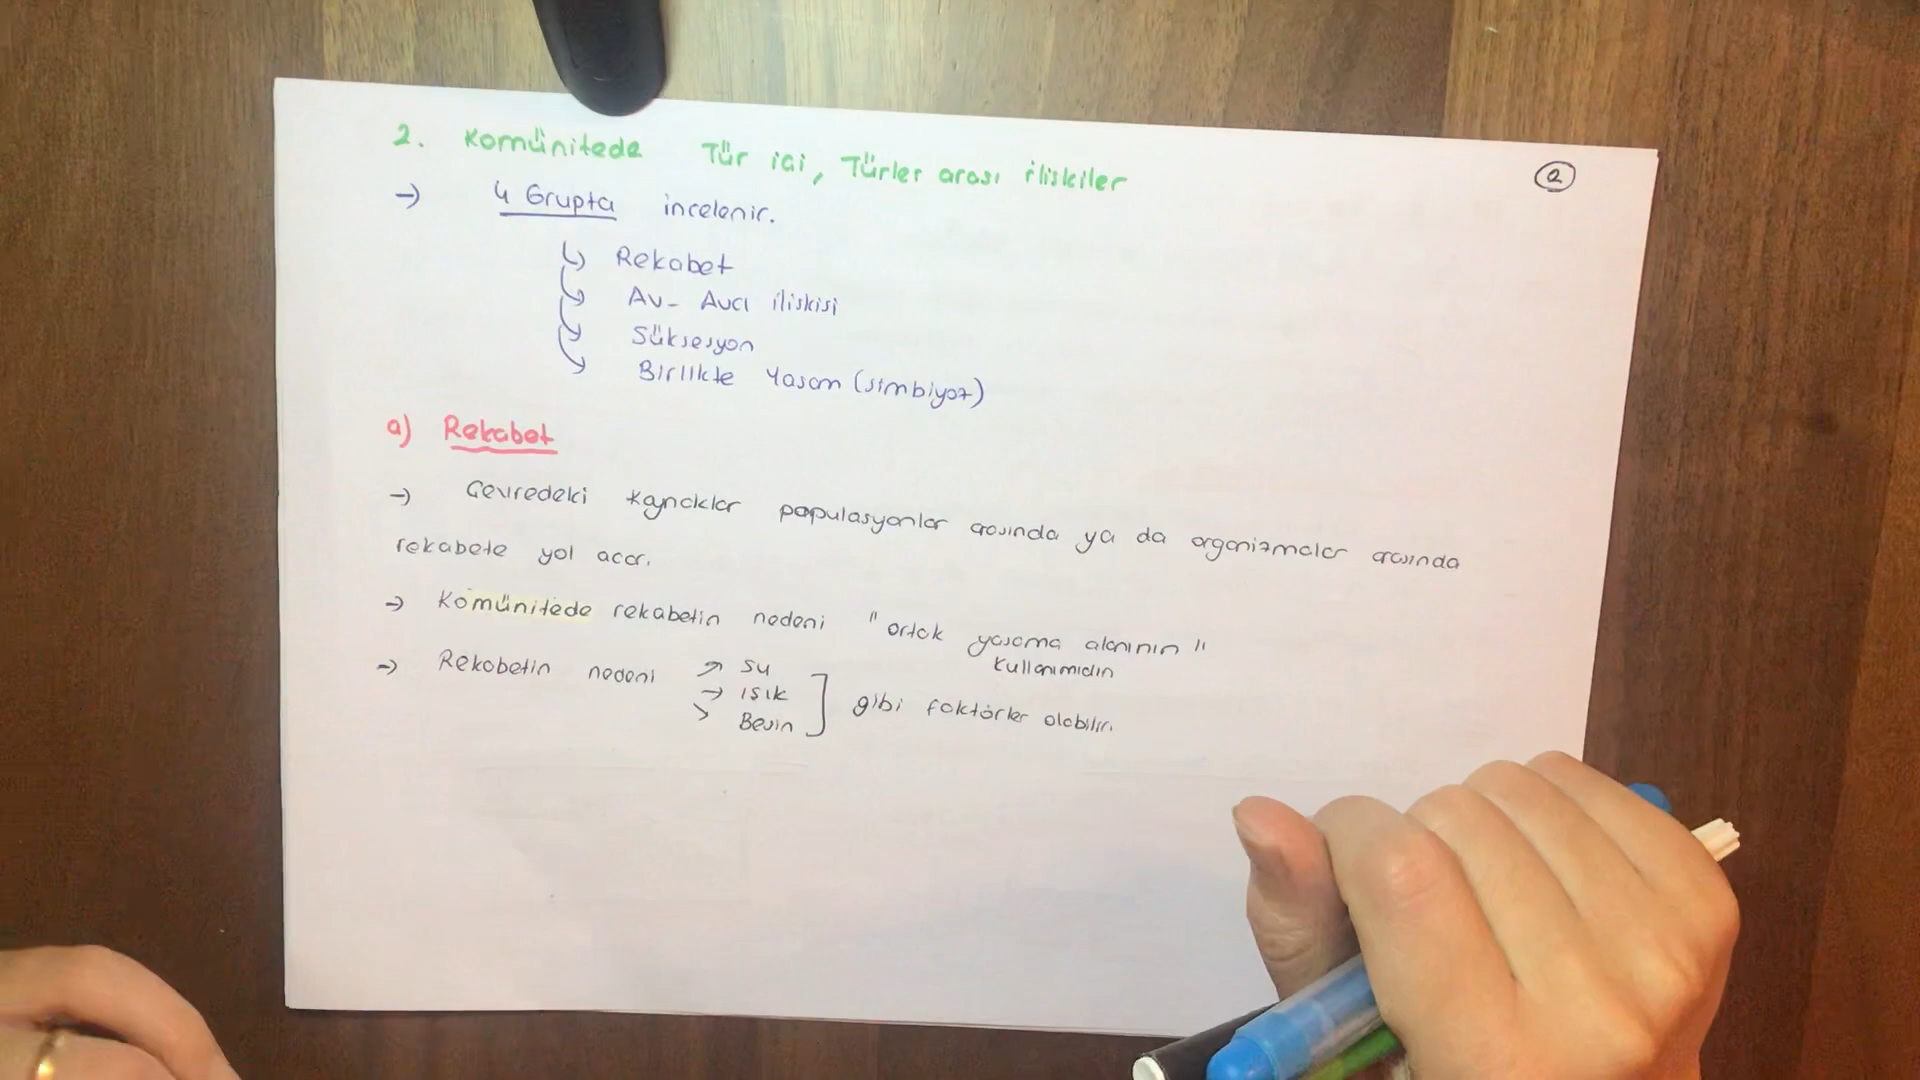 2. Komünitede Tür içi, Türler arası ilişkiler
②
→ 4 Grupta incelenir.
↳ Rekabet
Av - Avcı ilişkisi
Süksesyon
Birlikte Yaşam (simbiyoz)
a) Rekabet
→ Çevredeki kaynaklar populasyonlar arasında ya da organizmalar arasında
rekabete yol açar.
→ Komünitede rekabetin nedeni "ortak yaşama alanının"
kullanımıdın
→ Rekabetin nedeni → su
→ ışık
→ Besin
gibi faktörler olabilir.